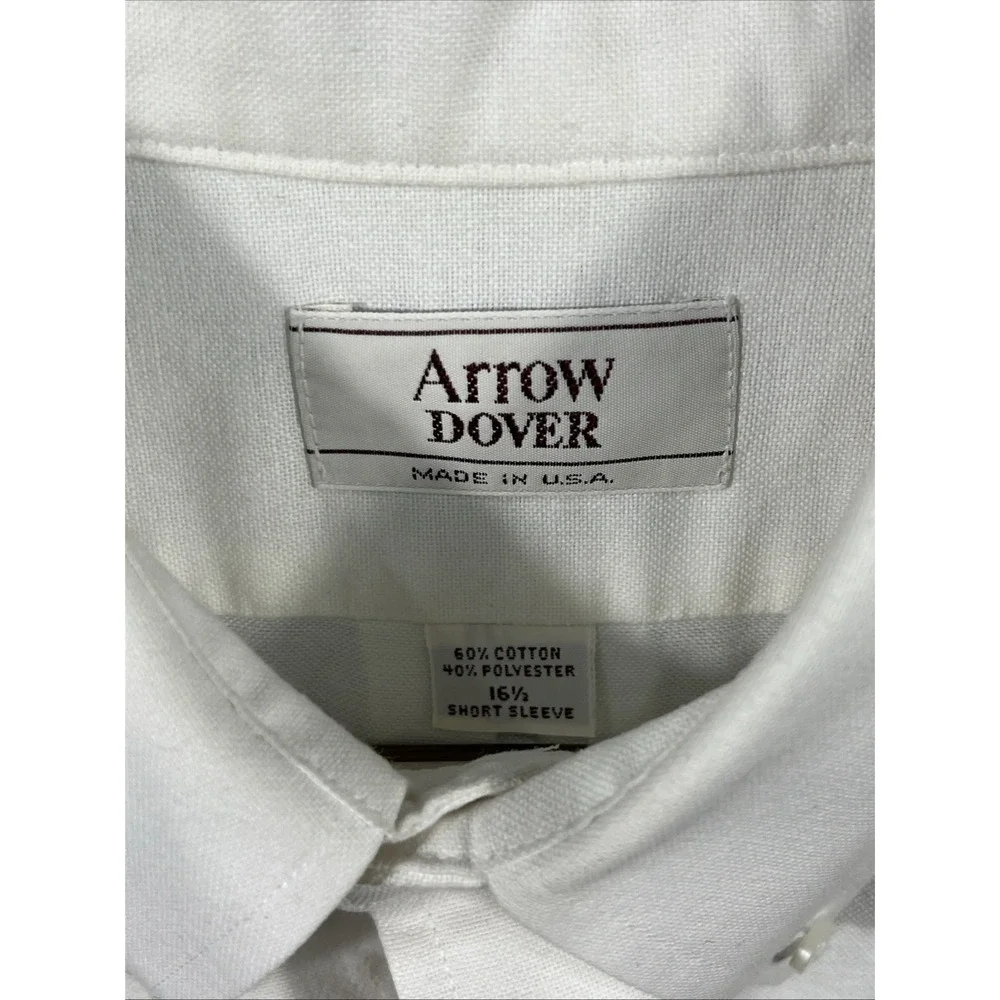 Arrow
DOVER
MADE IN U.S.A.
60% COTTON
40% POLYESTER
16½
SHORT SLEEVE